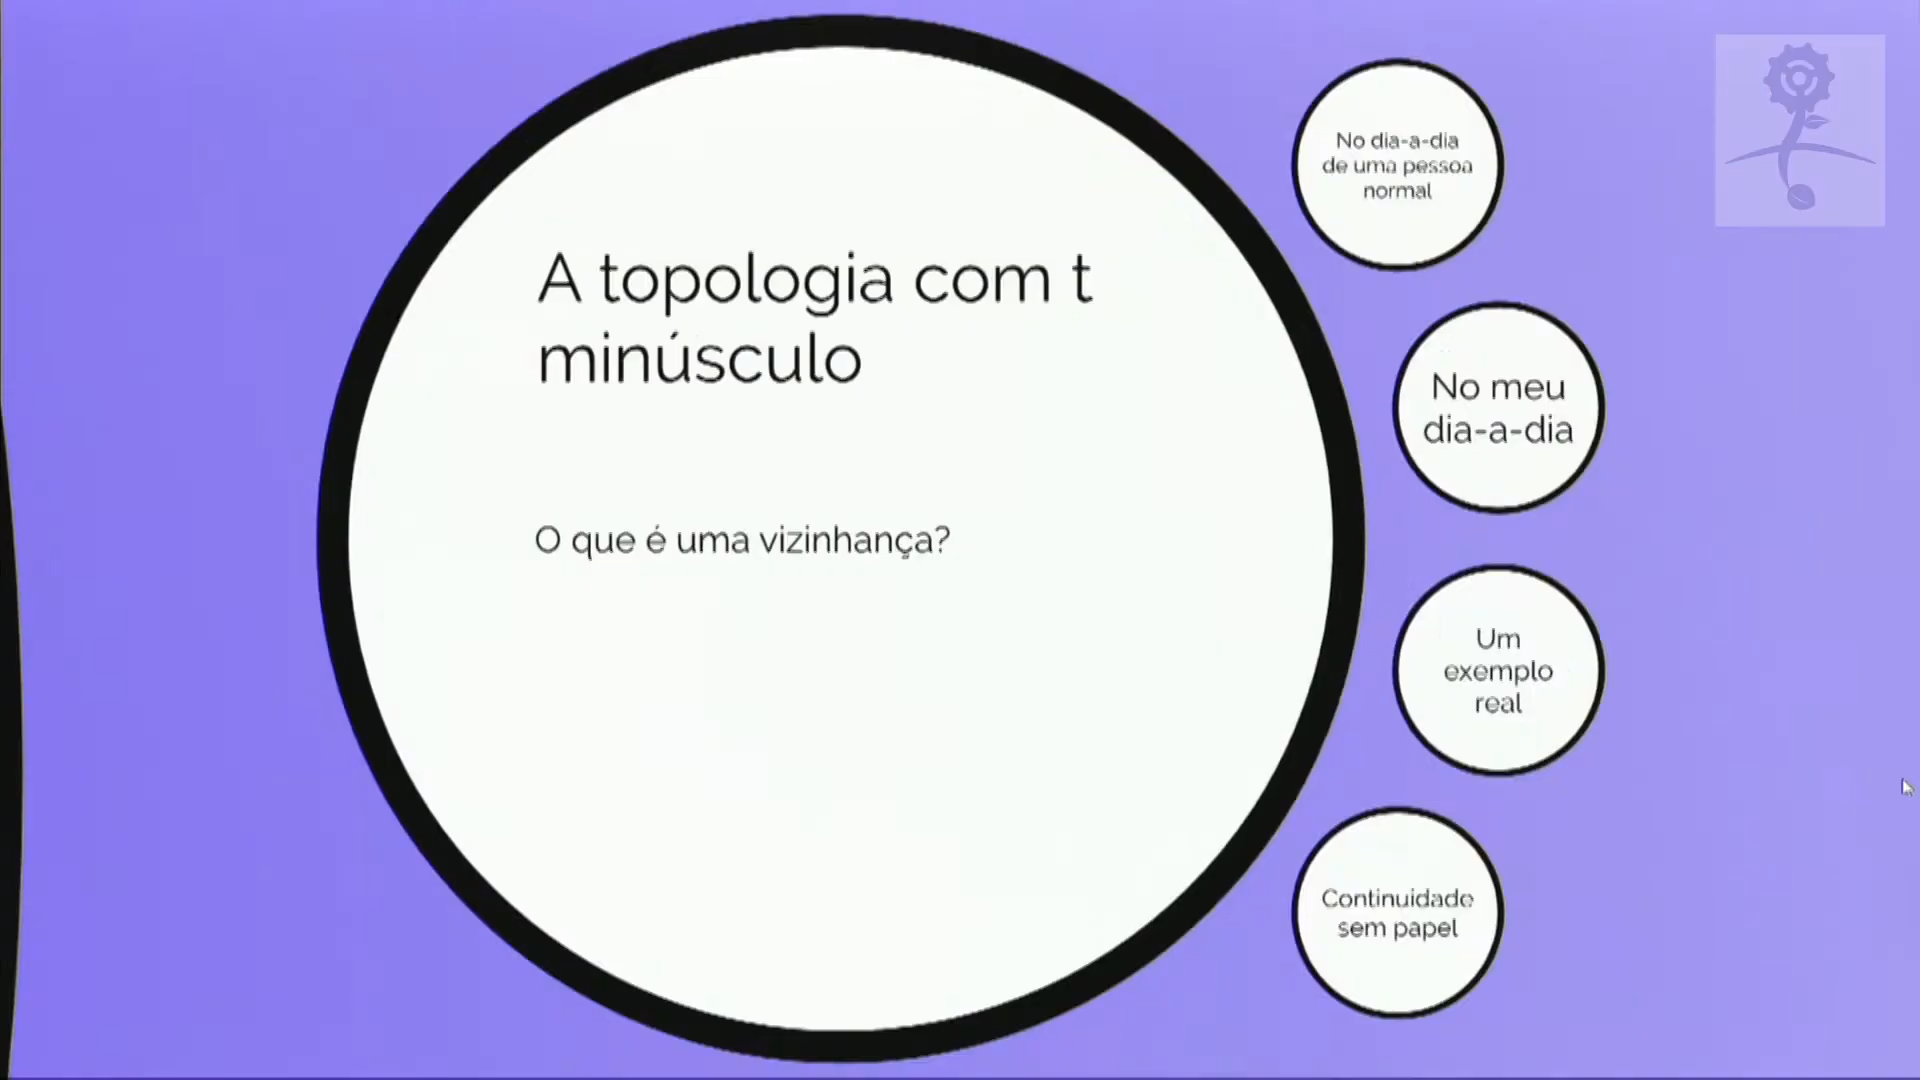 A topologia com t
minúsculo
O que é uma vizinhança?
No dia-a-dia
de uma pessoa
normal
No meu
dia-a-dia
Um
exemplo
real
Continuidade
sem papel